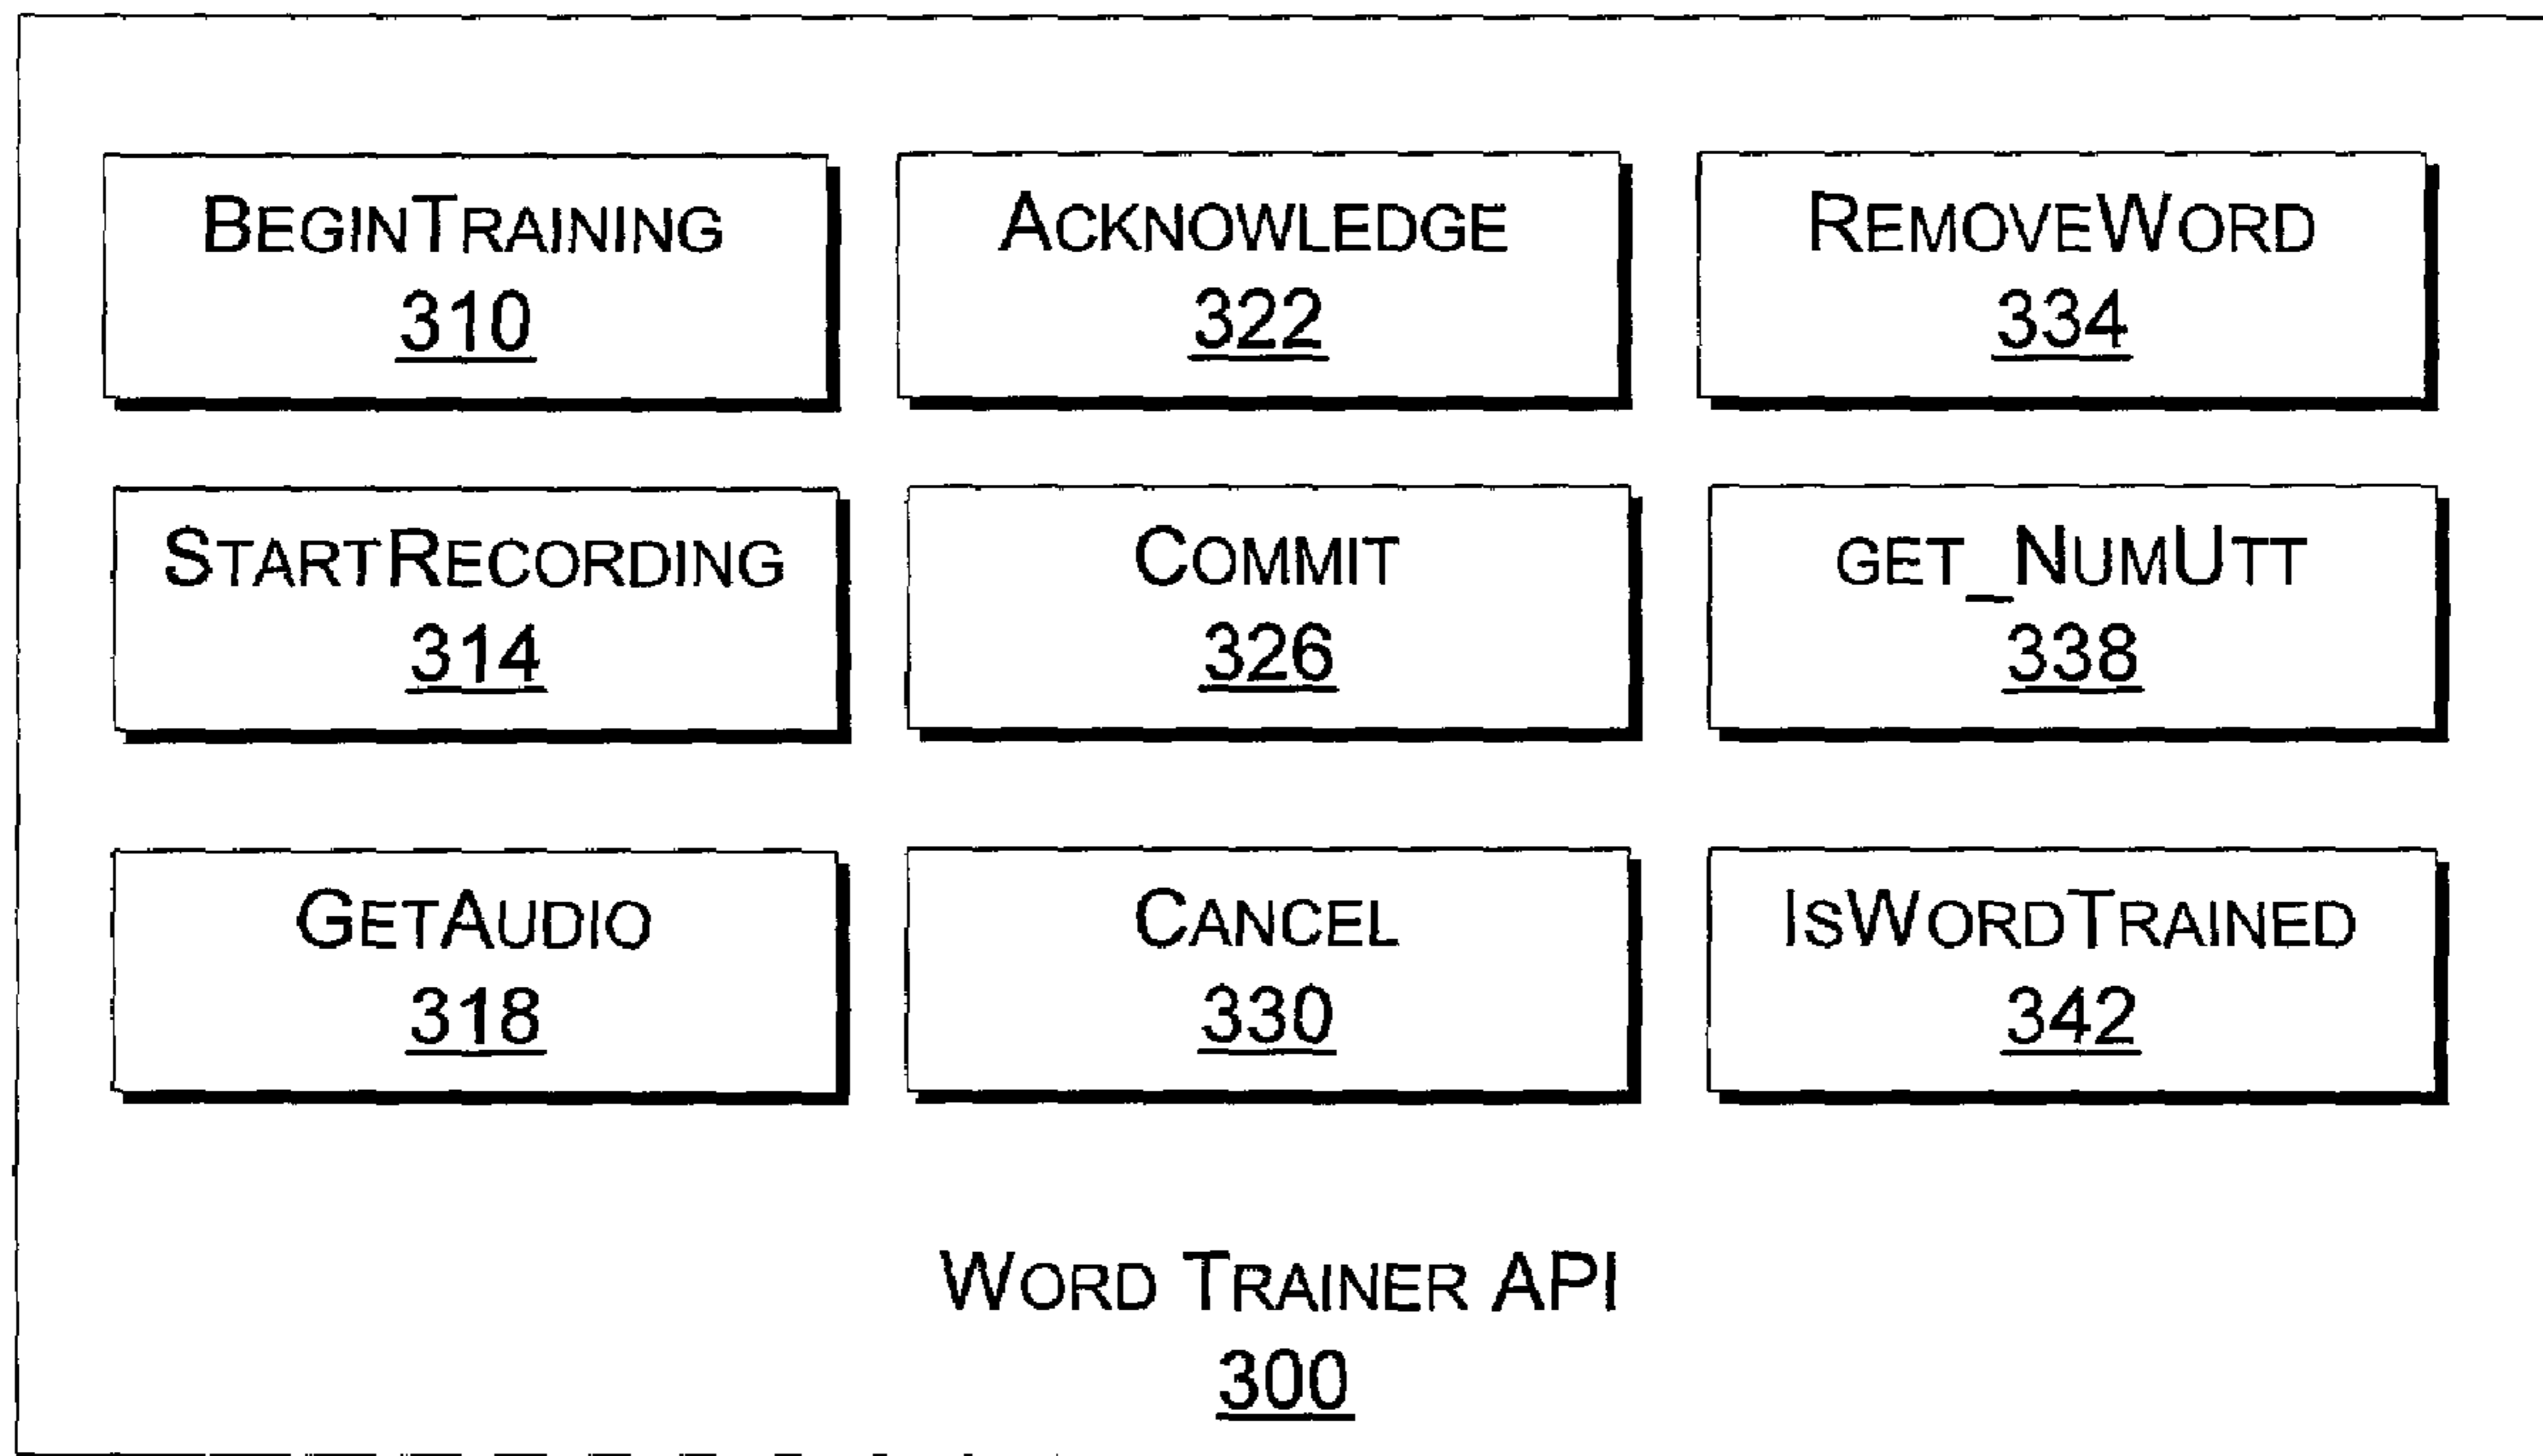 BEGINTRAINING
310
ACKNOWLEDGE
322
REMOVEWORD
334
STARTRECORDING
314
COMMIT
326
GET_NUMUTT
338
GETAUDIO
318
CANCEL
330
ISWORDTRAINED
342
WORD TRAINER API
300